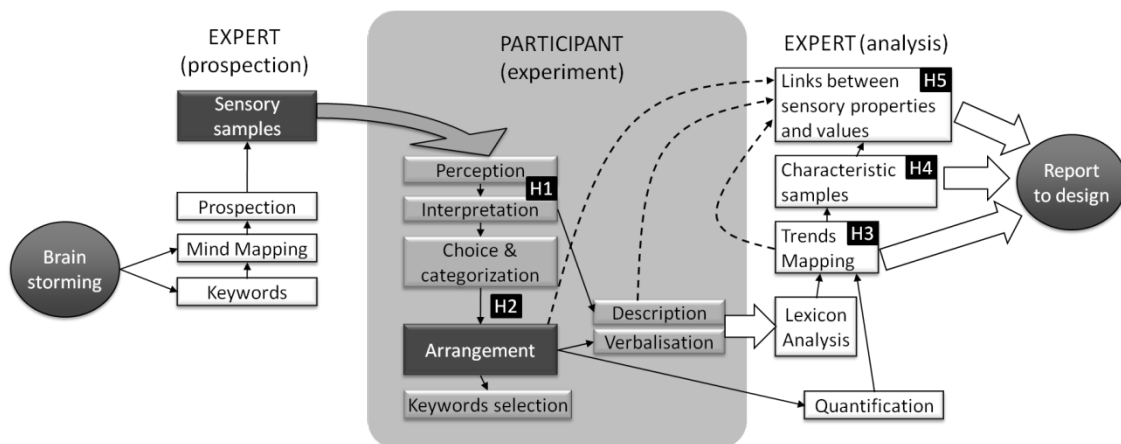 EXPERT
(prospection)
Sensory
samples
Prospection
Mind Mapping
Keywords
Brain
storming
PARTICIPANT
(experiment)
Perception
H1
Interpretation
Choice &
categorization
H2
Arrangement
Keywords selection
Description
Verbalisation
EXPERT (analysis)
Links between
sensory properties
and values
H5
Characteristic
samples
H4
Trends
Mapping
H3
Lexicon
Analysis
Quantification
Report
to design